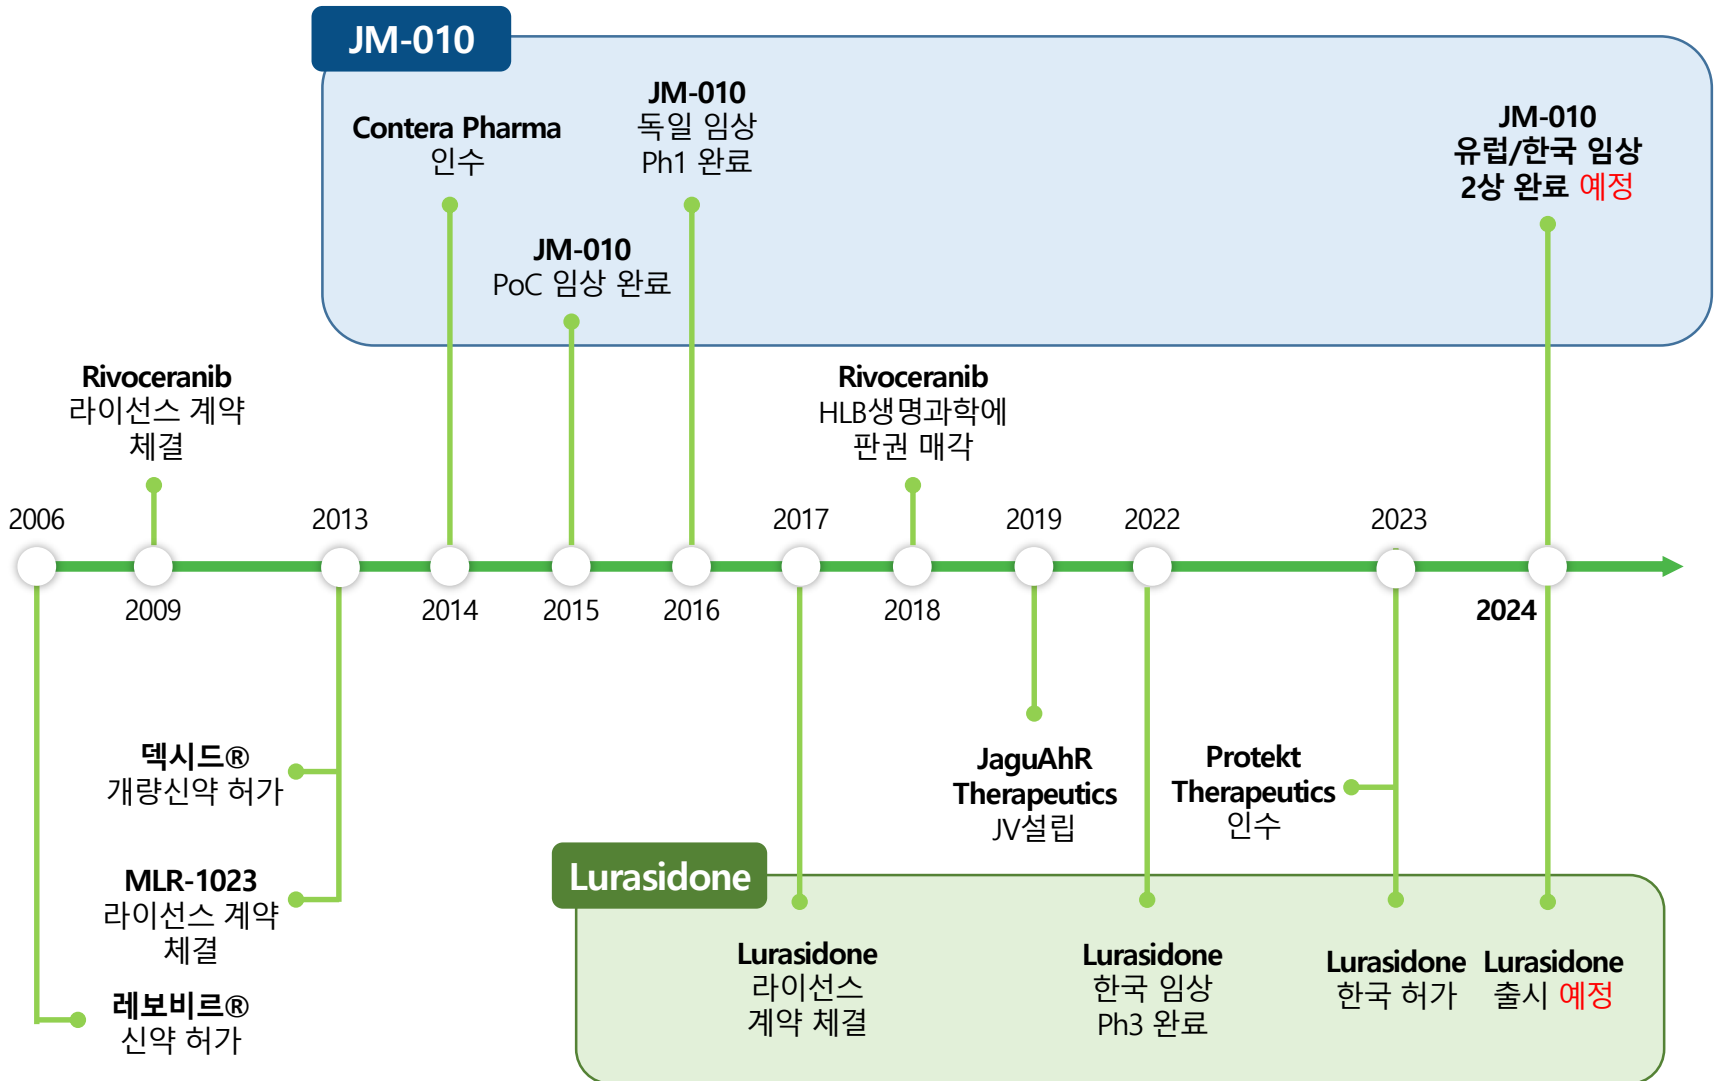 JM-010
Contera Pharma
인수
JM-010
PoC 임상 완료
JM-010
독일 임상
Ph1 완료
JM-010
유럽/한국 임상
2상 완료 예정
Rivoceranib
라이선스 계약
체결
Rivoceranib
HLB생명과학에
판권 매각
2006
2009
2013
2014
2015
2016
2017
2018
2019
2022
2023
2024
덱시드®
개량신약 허가
MLR-1023
라이선스 계약
체결
레보비르®
신약 허가
JaguAhR
Therapeutics
JV설립
Protekt
Therapeutics
인수
Lurasidone
Lurasidone
라이선스
계약 체결
Lurasidone
한국 임상
Ph3 완료
Lurasidone
한국 허가
Lurasidone
출시 예정